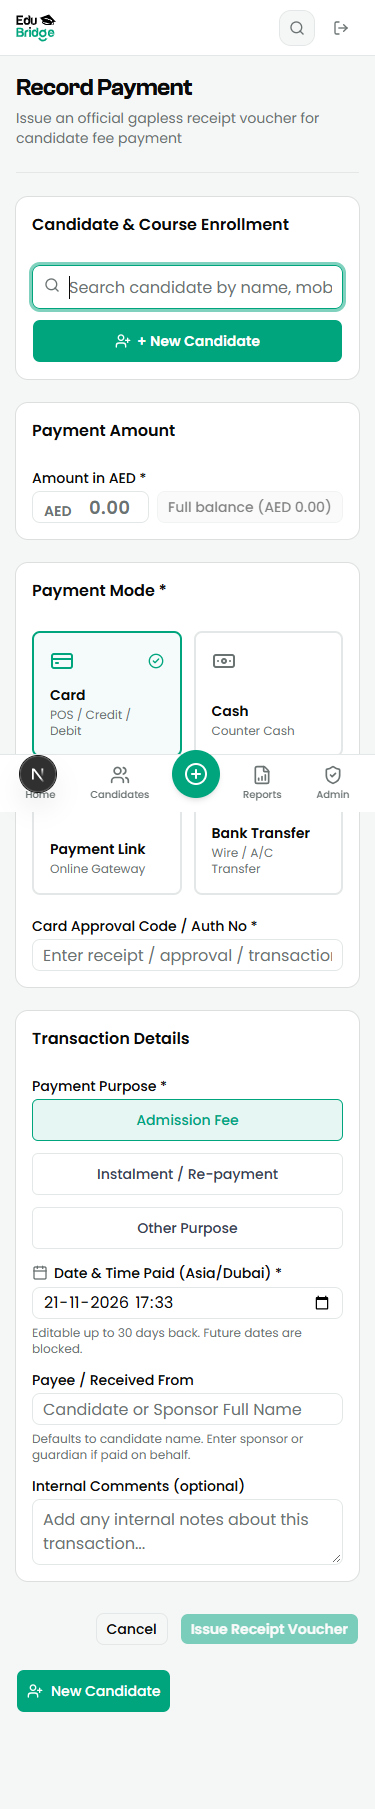 Edu
Bridge
Record Payment
Issue an official gapless receipt voucher for
candidate fee payment
Candidate & Course Enrollment
Search candidate by name, mob
+ New Candidate
Payment Amount
Amount in AED *
AED 0.00
Full balance (AED 0.00)
Payment Mode *
Card
POS / Credit /
Debit
Cash
Counter Cash
N
Home
Candidates
Reports
Admin
Payment Link
Online Gateway
Bank Transfer
Wire / A/C
Transfer
Card Approval Code / Auth No *
Enter receipt / approval / transaction
Transaction Details
Payment Purpose *
Admission Fee
Instalment / Re-payment
Other Purpose
Date & Time Paid (Asia/Dubai) *
21-11-2026 17:33
Editable up to 30 days back. Future dates are
blocked.
Payee / Received From
Candidate or Sponsor Full Name
Defaults to candidate name. Enter sponsor or
guardian if paid on behalf.
Internal Comments (optional)
Add any internal notes about this
transaction...
Cancel
Issue Receipt Voucher
New Candidate